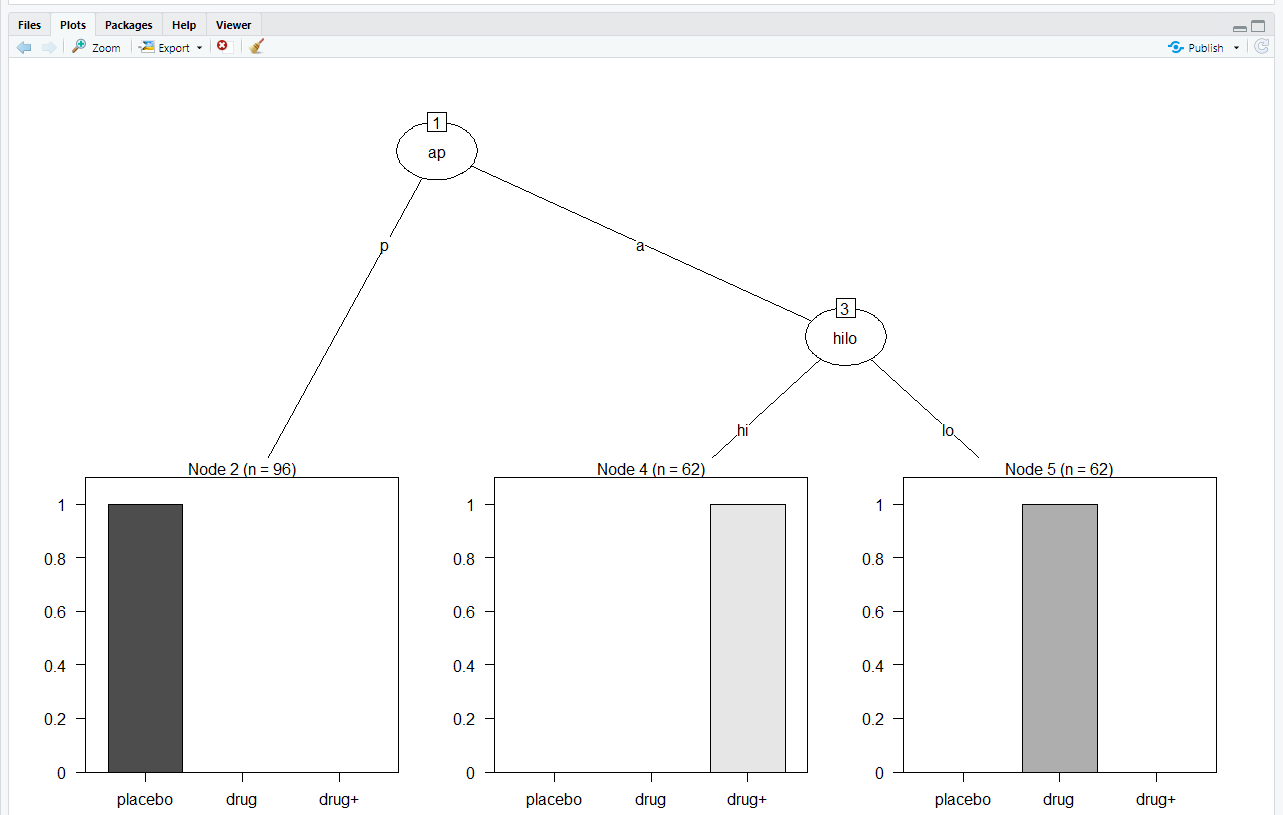 Files Plots Packages Help Viewer
Zoom Export Publish
1
ap
p a
3
hilo
hi lo
Node 2 (n = 96) Node 4 (n = 62) Node 5 (n = 62)
1 1 1
0.8 0.8 0.8
0.6 0.6 0.6
0.4 0.4 0.4
0.2 0.2 0.2
0 0 0
placebo drug drug+ placebo drug drug+ placebo drug drug+